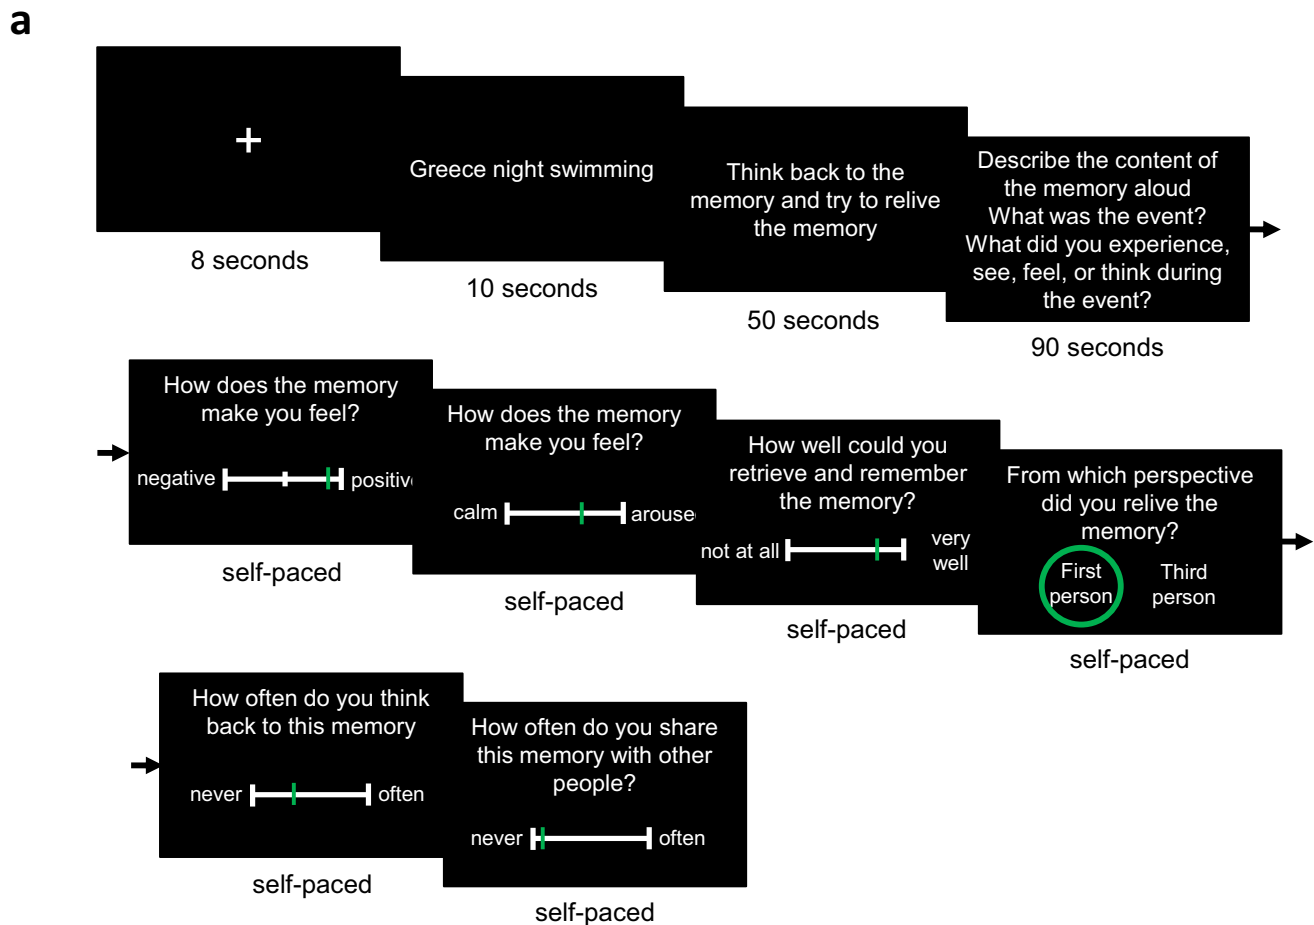 a
Greece night swimming
Think back to the
memory and try to relive
the memory
Describe the content of
the memory aloud
What was the event?
What did you experience,
see, feel, or think during
the event?
8 seconds
10 seconds
50 seconds
90 seconds
How does the memory
make you feel?
negative
positive
How does the memory
make you feel?
calm
arouse
How well could you
retrieve and remember
the memory?
not at all
very
well
From which perspective
did you relive the
memory?
First
person
Third
person
self-paced
self-paced
self-paced
self-paced
How often do you think
back to this memory
never
often
How often do you share
this memory with other
people?
never
often
self-paced
self-paced